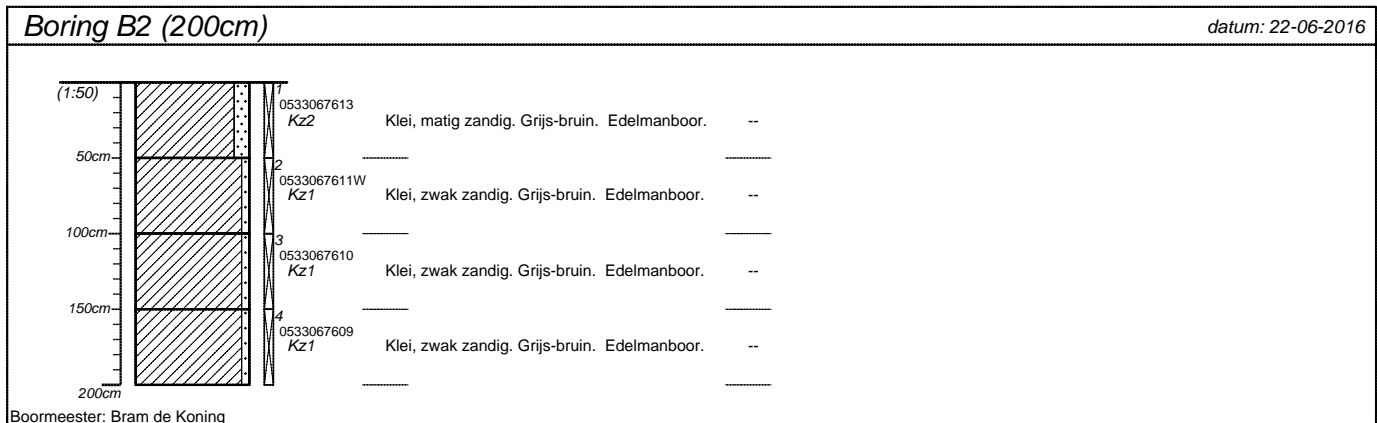 Boring B2 (200cm) datum: 22-06-2016
(1:50) 1
0533067613
Kz2 Klei, matig zandig. Grijs-bruin. Edelmanboor. --
50cm
2
0533067611W
Kz1 Klei, zwak zandig. Grijs-bruin. Edelmanboor. --
100cm
3
0533067610
Kz1 Klei, zwak zandig. Grijs-bruin. Edelmanboor. --
150cm
4
0533067609
Kz1 Klei, zwak zandig. Grijs-bruin. Edelmanboor. --
200cm
Boormeester: Bram de Koning